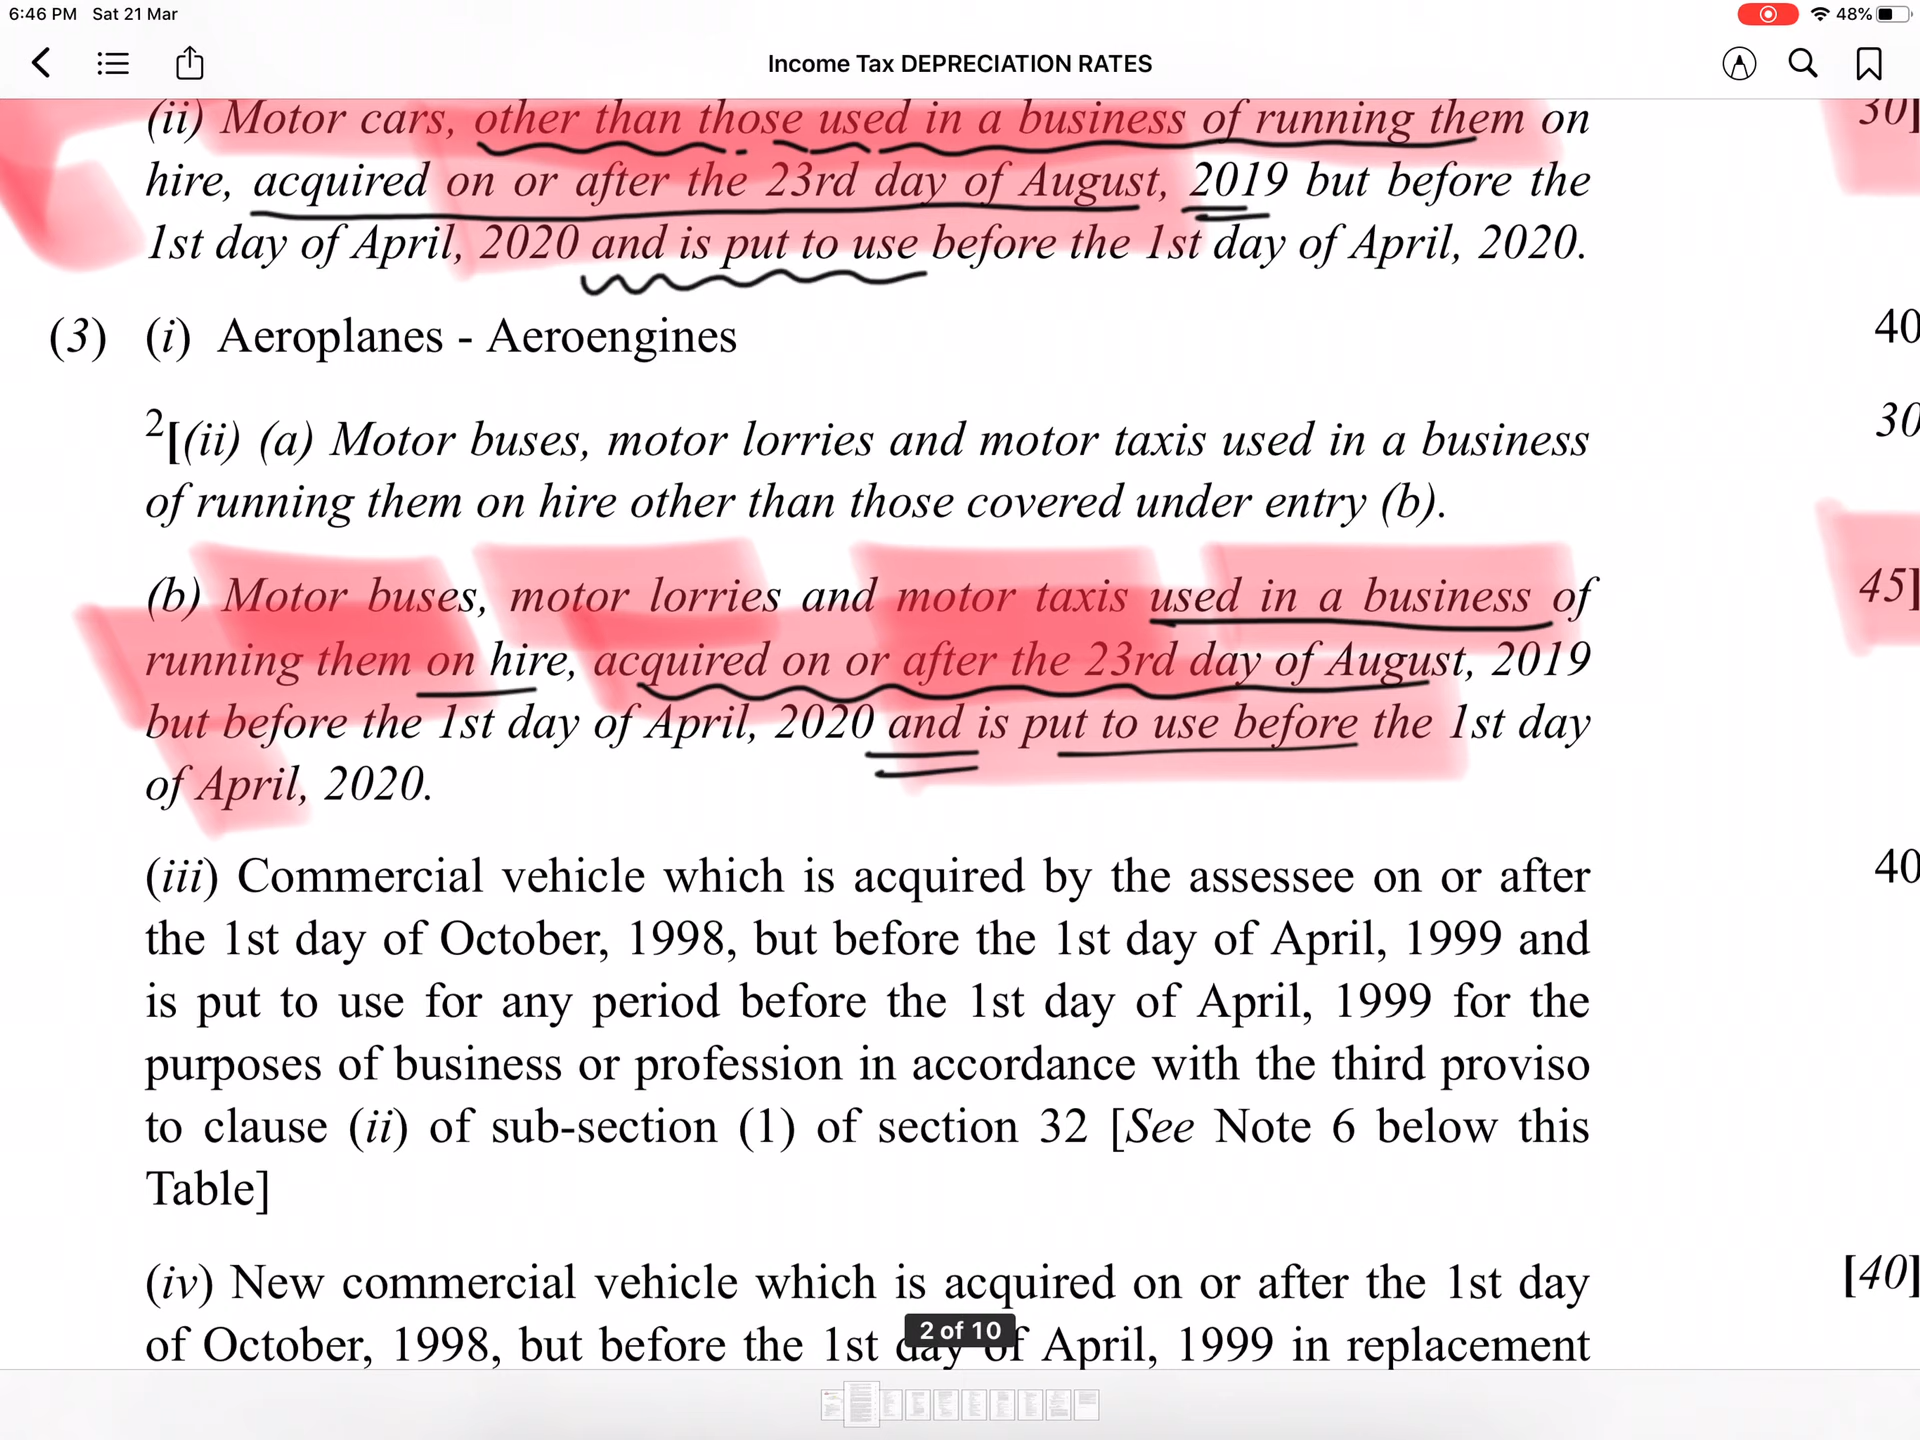 6:46 PM Sat 21 Mar
48%
Income Tax DEPRECIATION RATES
(ii) Motor cars, other than those used in a business of running them on 30]
hire, acquired on or after the 23rd day of August, 2019 but before the
1st day of April, 2020 and is put to use before the 1st day of April, 2020.
(3) (i) Aeroplanes - Aeroengines 40
2[(ii) (a) Motor buses, motor lorries and motor taxis used in a business 30
of running them on hire other than those covered under entry (b).
(b) Motor buses, motor lorries and motor taxis used in a business of 45]
running them on hire, acquired on or after the 23rd day of August, 2019
but before the 1st day of April, 2020 and is put to use before the 1st day
of April, 2020.
(iii) Commercial vehicle which is acquired by the assessee on or after 40
the 1st day of October, 1998, but before the 1st day of April, 1999 and
is put to use for any period before the 1st day of April, 1999 for the
purposes of business or profession in accordance with the third proviso
to clause (ii) of sub-section (1) of section 32 [See Note 6 below this
Table]
(iv) New commercial vehicle which is acquired on or after the 1st day [40]
of October, 1998, but before the 1st day of April, 1999 in replacement
2 of 10